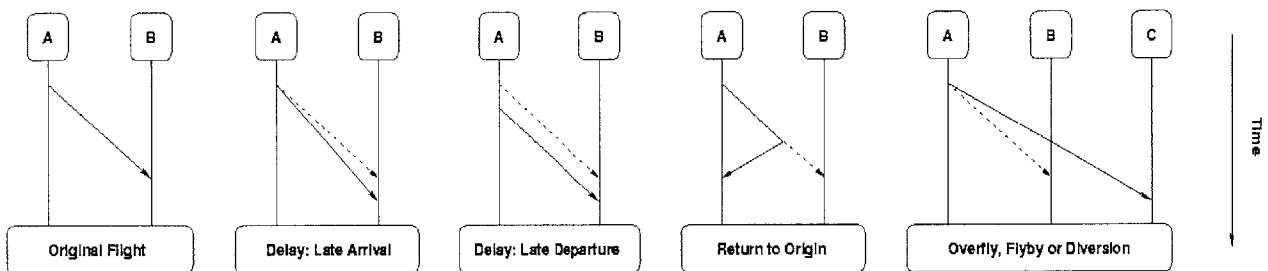 A B A B A B A B A B C
Time
Original Flight Delay: Late Arrival Delay: Late Departure Return to Origin Overfly, Flyby or Diversion